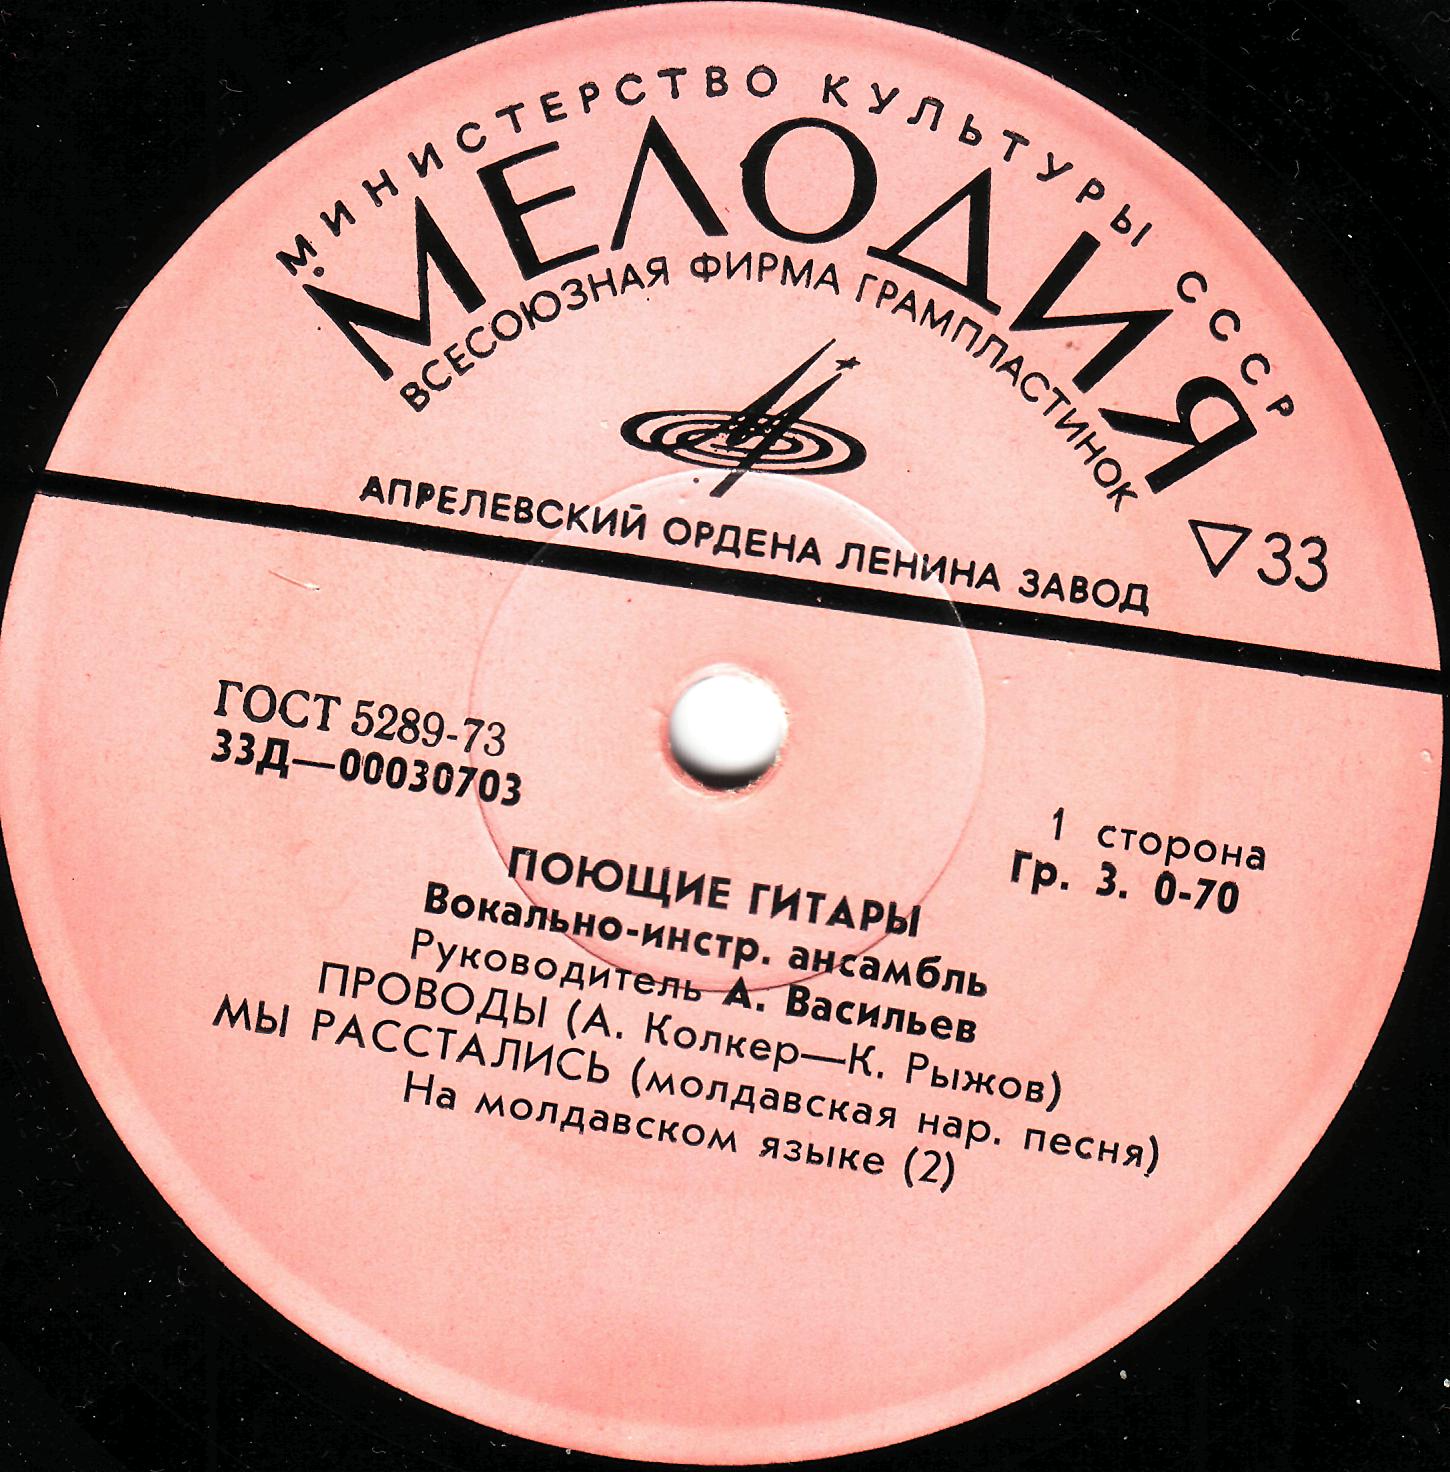 МИНИСТЕРСТВО КУЛЬТУРЫ СССР
МЕЛОДИЯ
ВСЕСОЮЗНАЯ ФИРМА ГРАМПЛАСТИНОК
АПРЕЛЕВСКИЙ ОРДЕНА ЛЕНИНА ЗАВОД
33
ГОСТ 5289-73
33Д—00030703
1 сторона
Гр. 3. 0-70
ПОЮЩИЕ ГИТАРЫ
Вокально-инстр. ансамбль
Руководитель А. Васильев
ПРОВОДЫ (А. Колкер—К. Рыжов)
МЫ РАССТАЛИСЬ (молдавская нар. песня)
На молдавском языке (2)